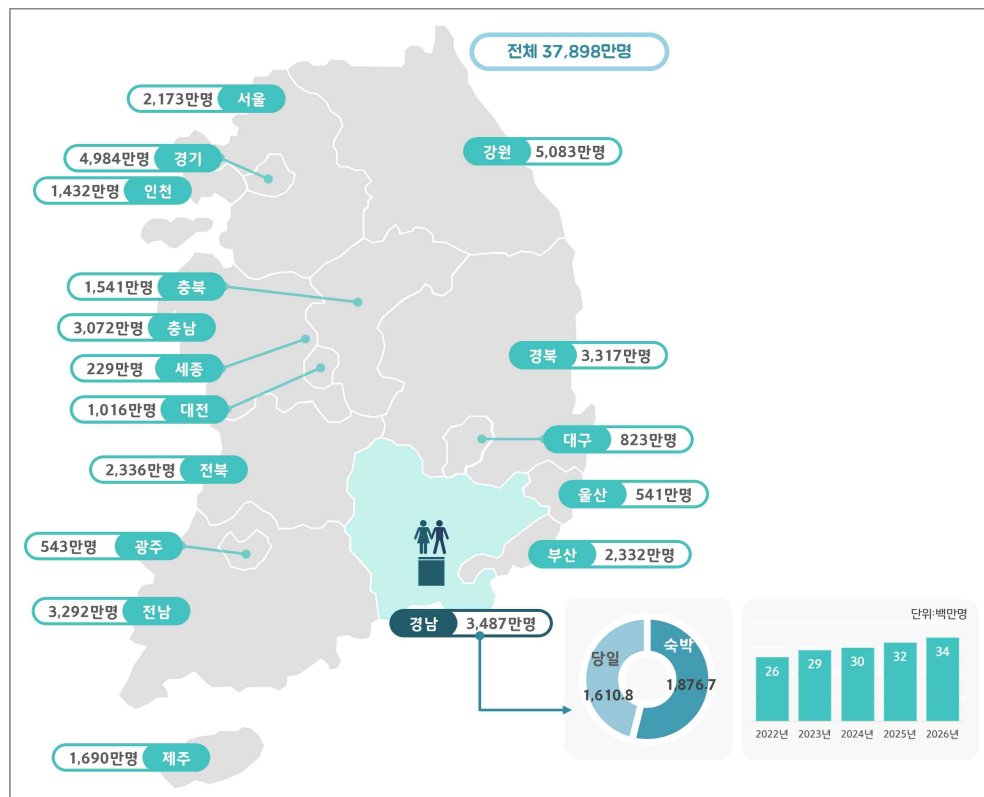 전체 37,898만명
2,173만명 서울
4,984만명 경기
강원 5,083만명
1,432만명 인천
1,541만명 충북
3,072만명 충남
경북 3,317만명
229만명 세종
1,016만명 대전
대구 823만명
2,336만명 전북
울산 541만명
543만명 광주
부산 2,332만명
3,292만명 전남
경남 3,487만명
당일
1,610.8
숙박
1,876.7
단위:백만명
26 29 30 32 34
2022년 2023년 2024년 2025년 2026년
1,690만명 제주